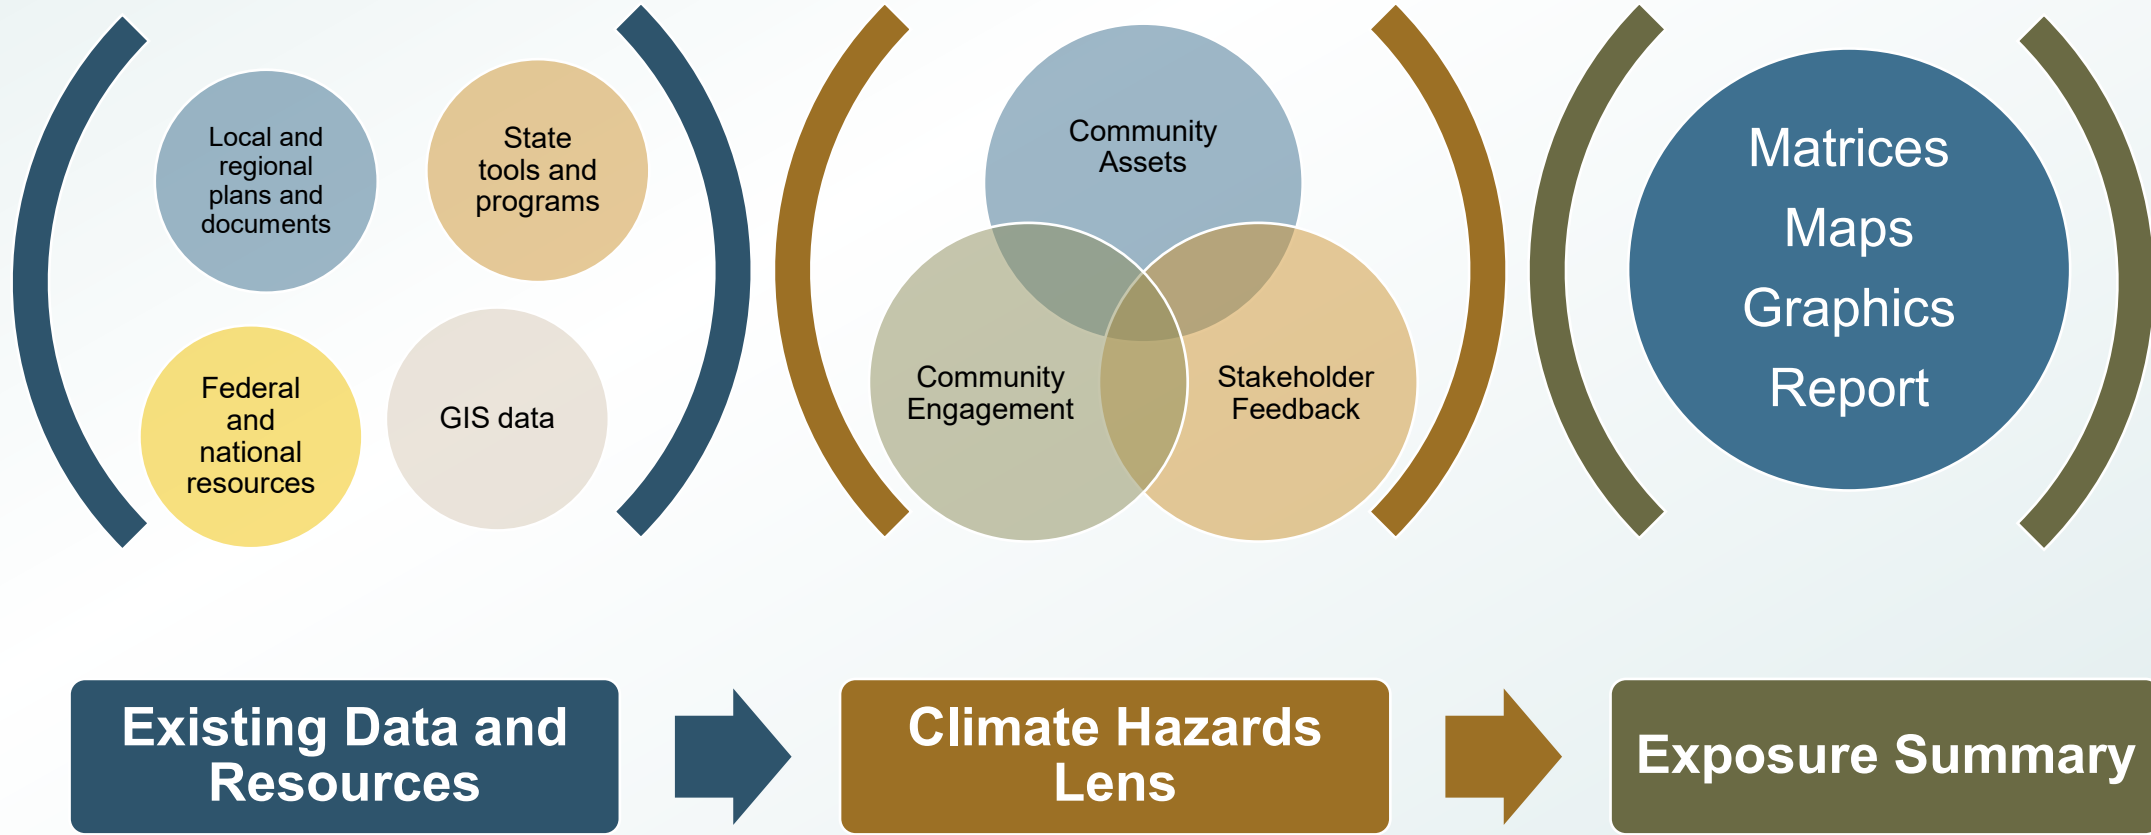 Local and
regional
plans and
documents
State
tools and
programs
Federal
and
national
resources
GIS data
Community
Assets
Community
Engagement
Stakeholder
Feedback
Matrices
Maps
Graphics
Report
Existing Data and
Resources
Climate Hazards
Lens
Exposure Summary